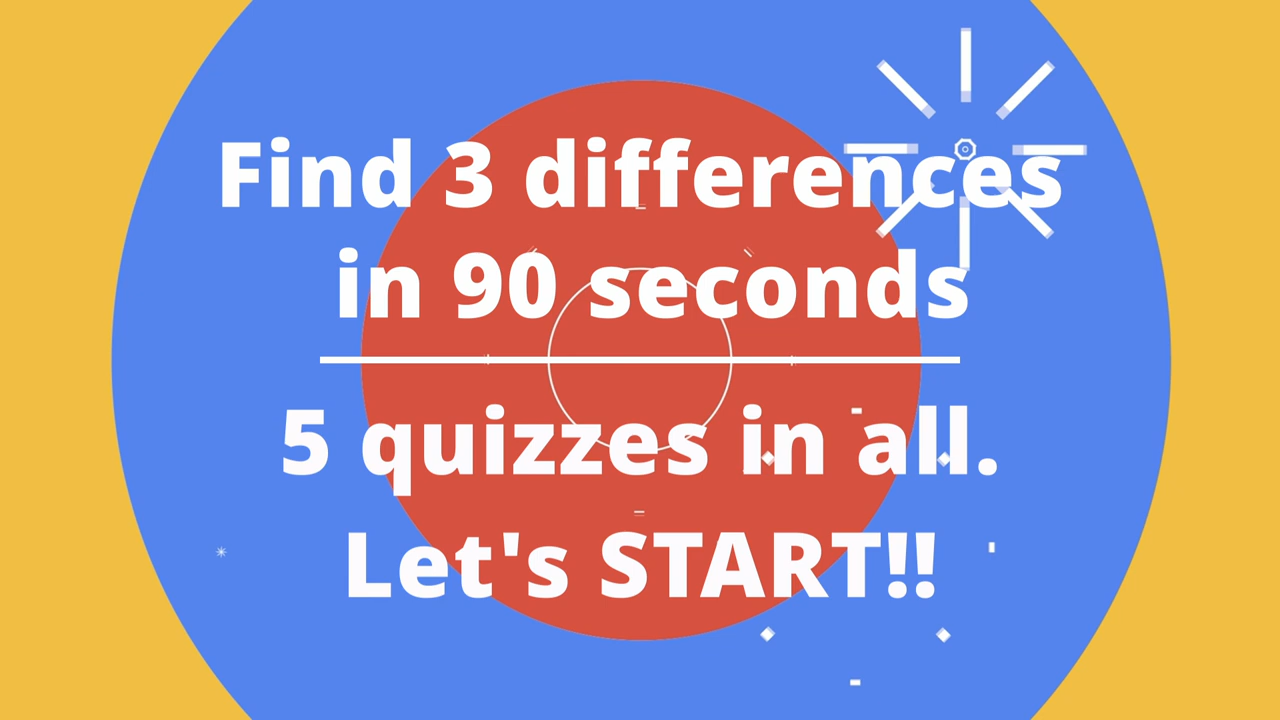 Find 3 differences
in 90 seconds
5 quizzes in all.
Let's START!!